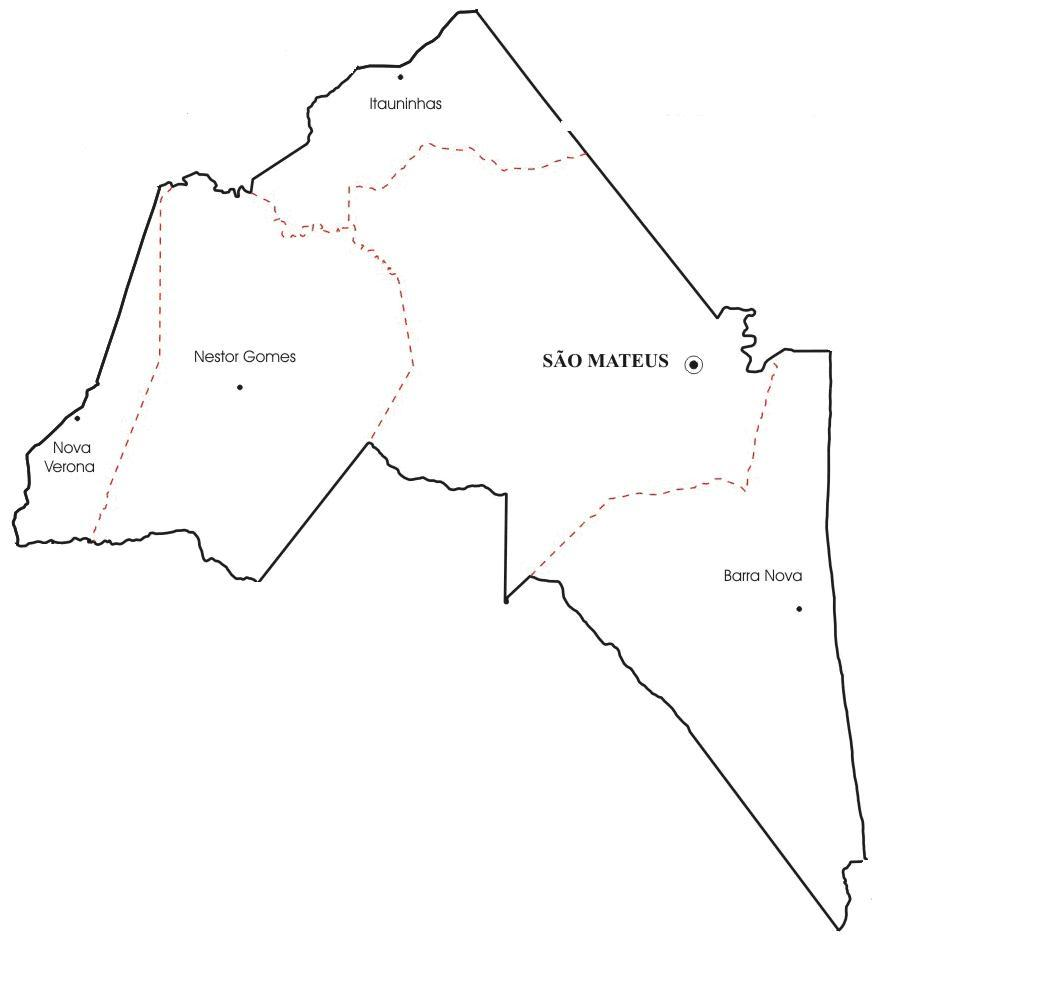 Itauninhas
Nestor Gomes
SÃO MATEUS
Nova
Verona
Barra Nova